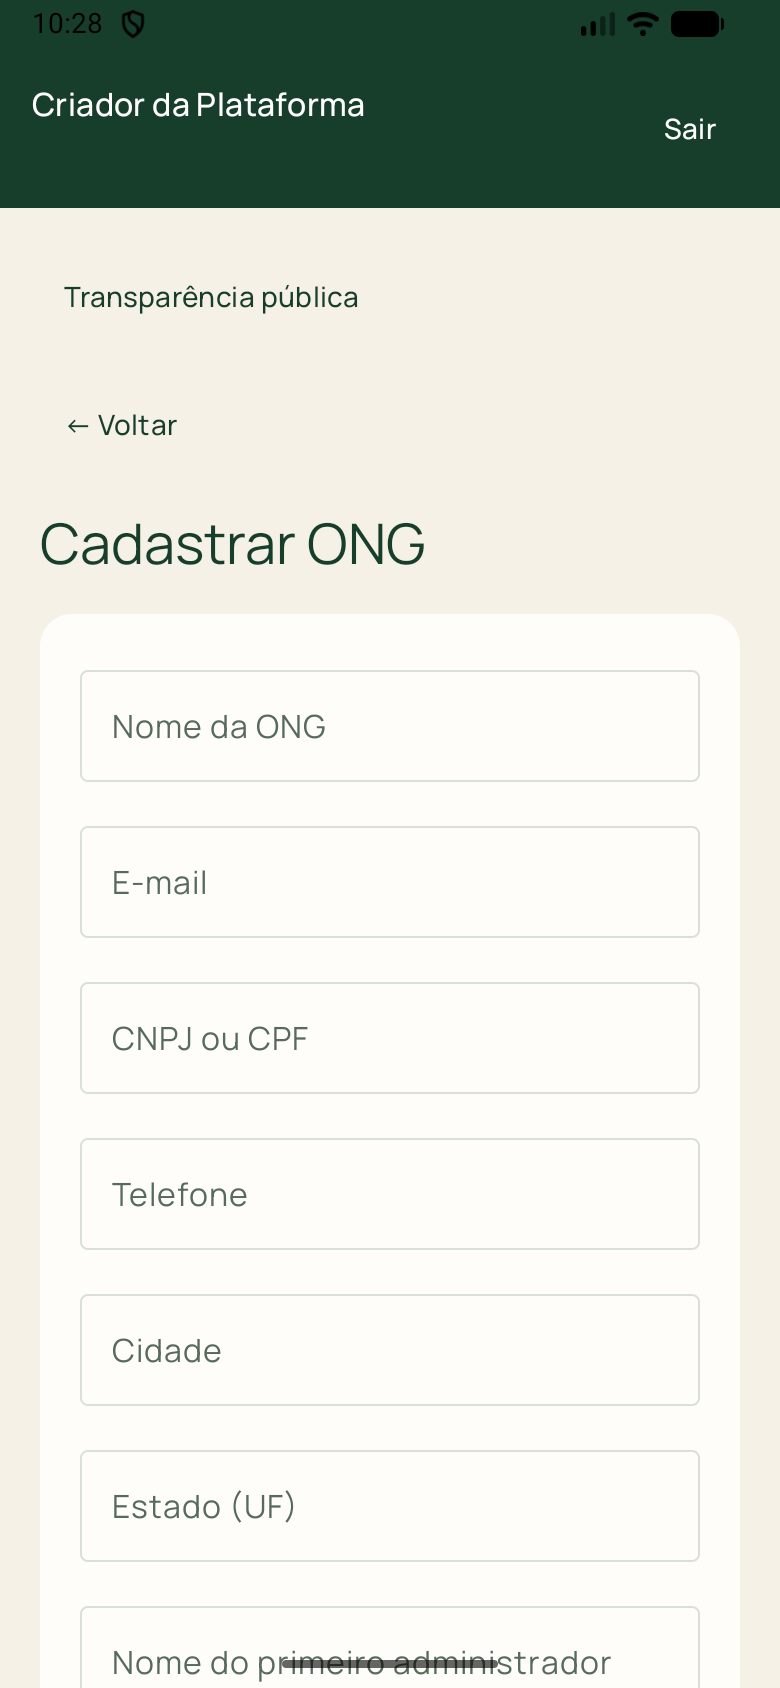 10:28
Criador da Plataforma
Sair
Transparência pública
← Voltar
Cadastrar ONG
Nome da ONG
E-mail
CNPJ ou CPF
Telefone
Cidade
Estado (UF)
Nome do primeiro administrador